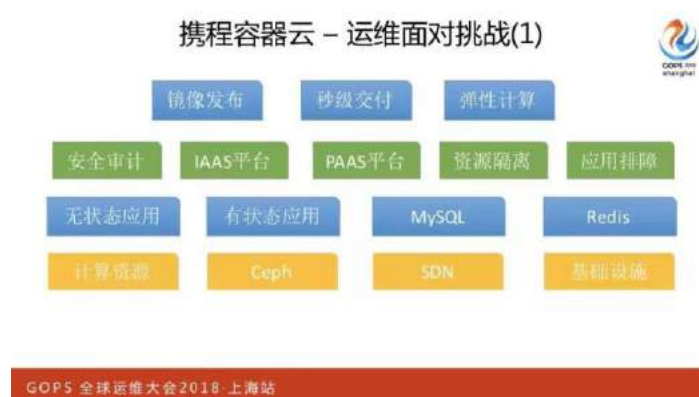 携程容器云 – 运维面对挑战(1)
GOPS
shanghai
镜像发布 秒级交付 弹性计算
安全审计 IAAS平台 PAAS平台 资源隔离 应用排障
无状态应用 有状态应用 MySQL Redis
计算资源 Ceph SDN 基础设施
GOPS 全球运维大会2018·上海站